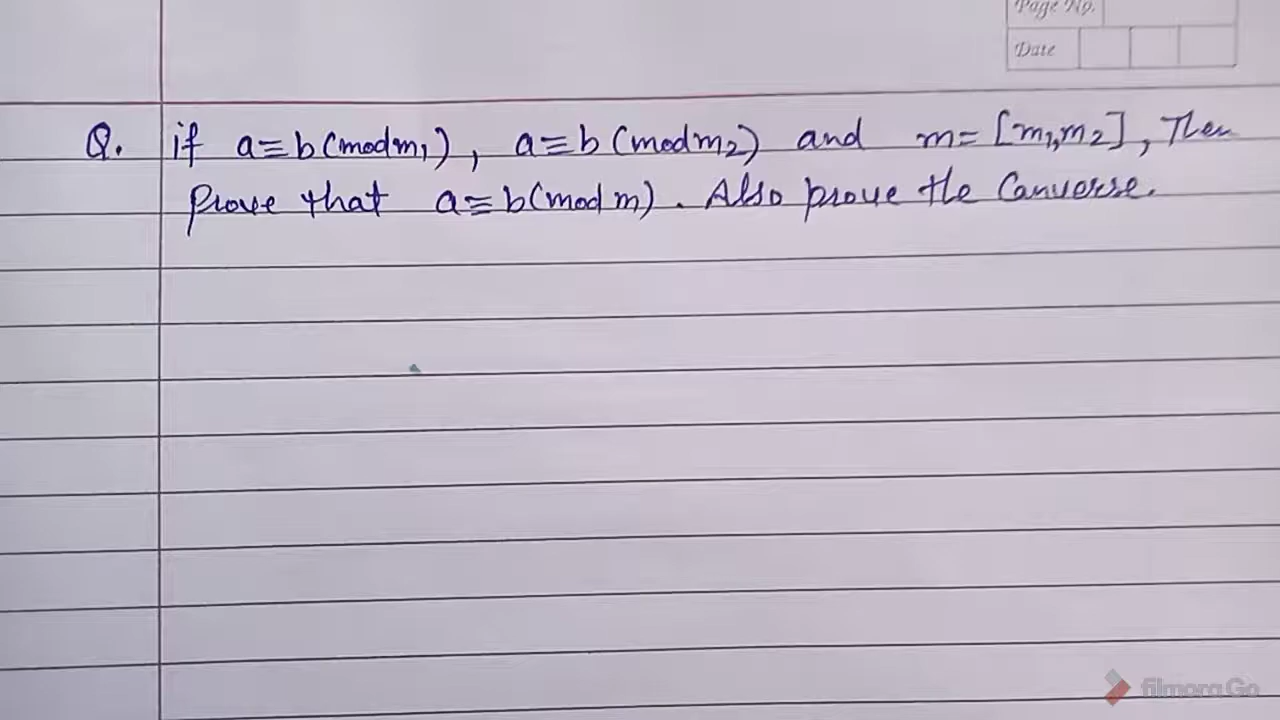 Page No.
Date
Q. if a≡b(mod m₁), a≡b (mod m₂) and m=[m₁,m₂], Then
prove that a≡b(mod m). Also prove the Converse.
filmora Go